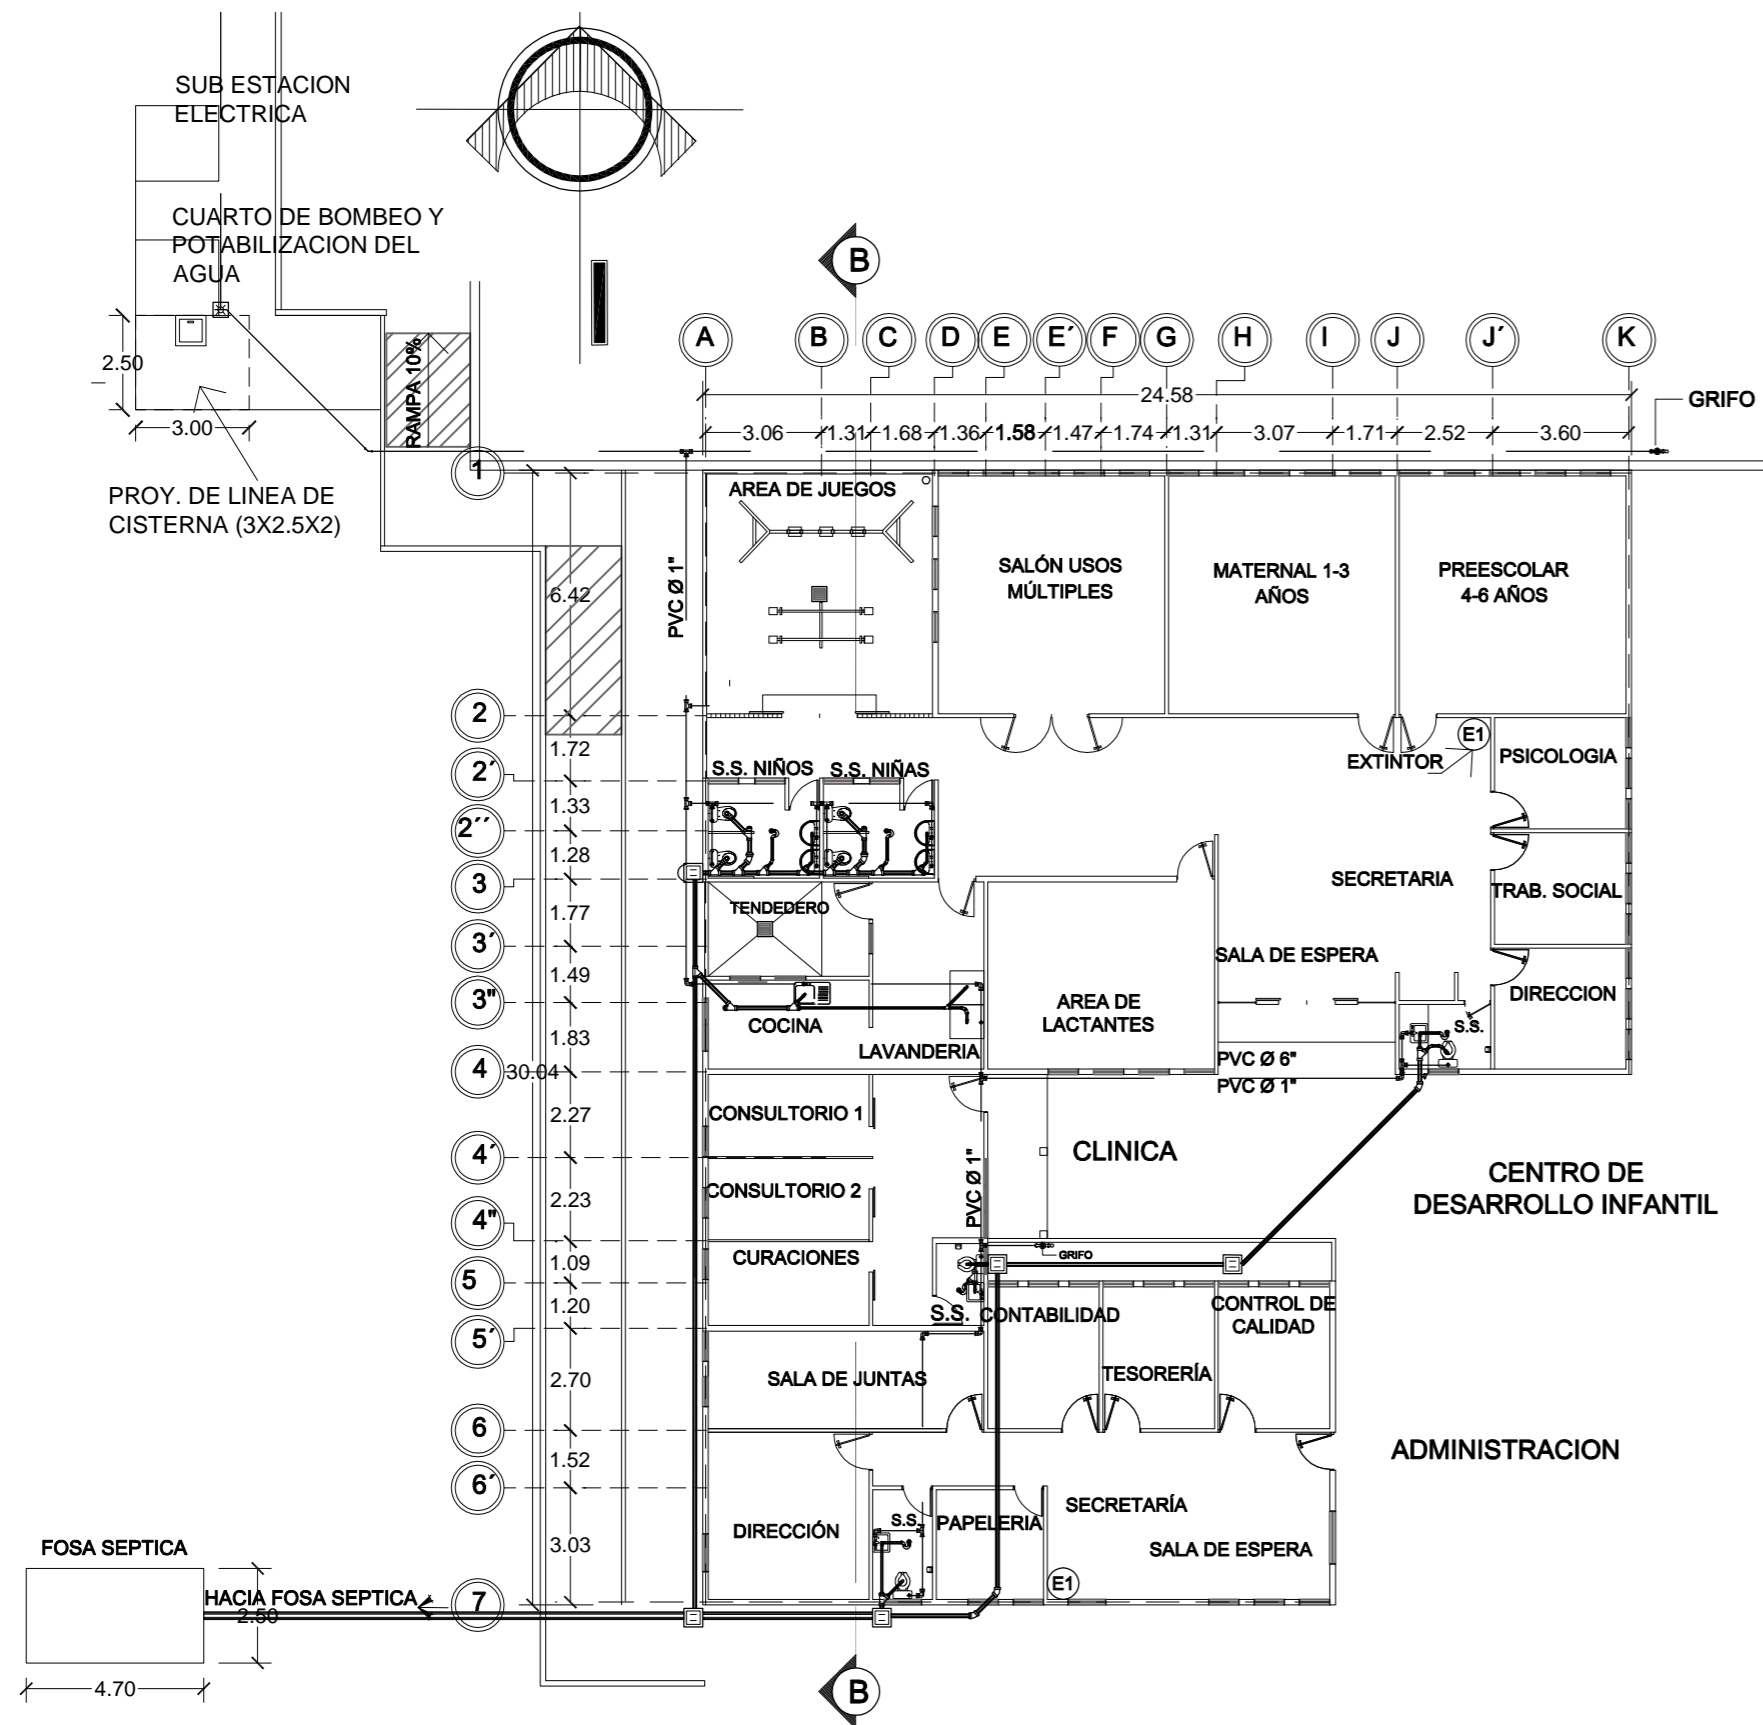 SUB ESTACION
ELECTRICA
CUARTO DE BOMBEO Y
POTABILIZACION DEL
AGUA
2.50
3.00
RAMPA 10%
PROY. DE LINEA DE
CISTERNA (3X2.5X2)
B
A
B
C
D
E
E´
F
G
H
I
J
J´
K
24.58
GRIFO
3.06
1.31
1.68
1.36
1.58
1.47
1.74
1.31
3.07
1.71
2.52
3.60
1
AREA DE JUEGOS
SALÓN USOS
MÚLTIPLES
MATERNAL 1-3
AÑOS
PREESCOLAR
4-6 AÑOS
PVC Ø 1"
6.42
2
1.72
E1
EXTINTOR
PSICOLOGIA
2´
S.S. NIÑOS
S.S. NIÑAS
1.33
2´´
1.28
3
SECRETARIA
TRAB. SOCIAL
1.77
TENDEDERO
3´
SALA DE ESPERA
1.49
3"
AREA DE
LACTANTES
DIRECCION
COCINA
S.S.
1.83
LAVANDERIA
4
30.04
PVC Ø 6"
PVC Ø 1"
2.27
CONSULTORIO 1
4´
CLINICA
CENTRO DE
DESARROLLO INFANTIL
CONSULTORIO 2
2.23
PVC Ø 1"
4"
CURACIONES
GRIFO
1.09
5
1.20
S.S.
CONTABILIDAD
CONTROL DE
CALIDAD
5´
2.70
SALA DE JUNTAS
TESORERÍA
6
1.52
ADMINISTRACION
6´
SECRETARÍA
DIRECCIÓN
S.S.
PAPELERIA
3.03
SALA DE ESPERA
FOSA SEPTICA
E1
HACIA FOSA SEPTICA
7
2.50
4.70
B